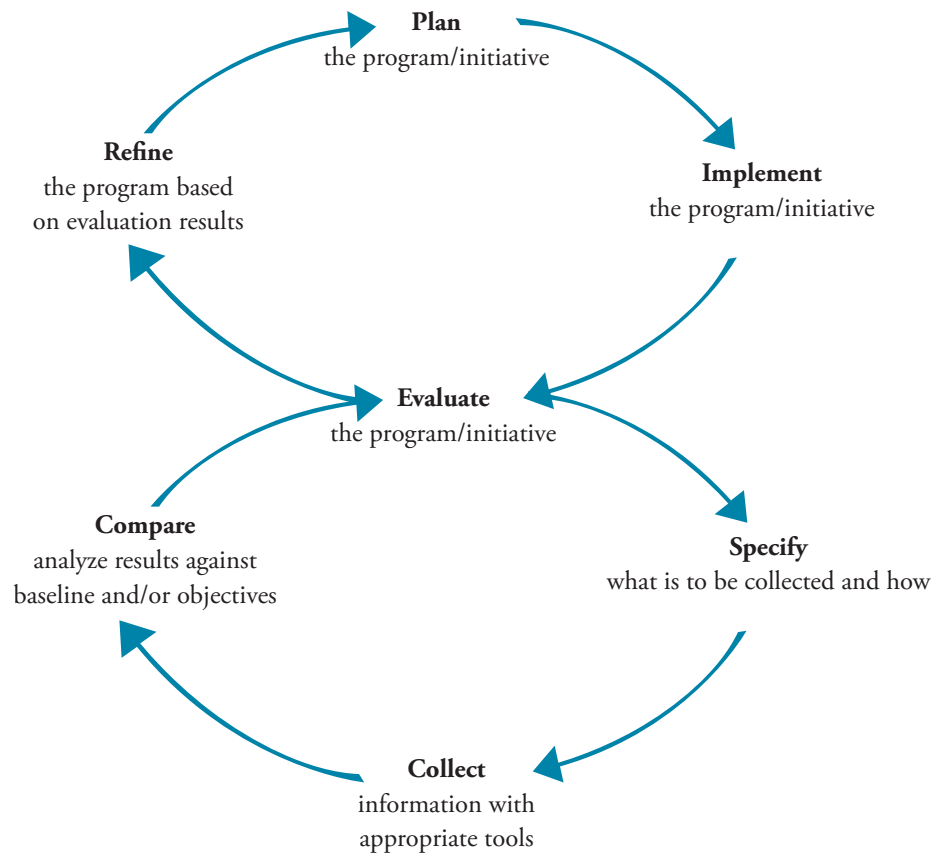 Plan
the program/initiative
Implement
the program/initiative
Refine
the program based
on evaluation results
Evaluate
the program/initiative
Specify
what is to be collected and how
Collect
information with
appropriate tools
Compare
analyze results against
baseline and/or objectives